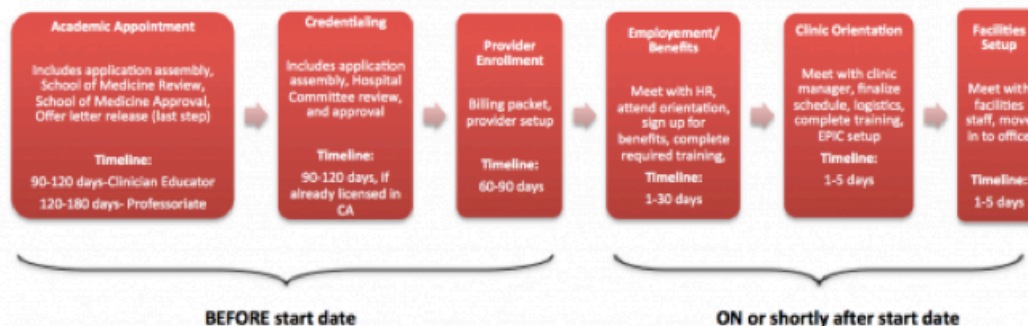 Academic Appointment
Includes application assembly,
School of Medicine Review,
School of Medicine Approval,
Offer letter release (last step)
Timeline:
90-120 days-Clinician Educator
120-180 days- Professoriate
Credentialing
Includes application
assembly, Hospital
Committee review,
and approval
Timeline:
90-120 days, if
already licensed in
CA
Provider
Enrollment
Billing packet,
provider setup
Timeline:
60-90 days
Employement/
Benefits
Meet with HR,
attend orientation,
sign up for
benefits, complete
required training,
Timeline:
1-30 days
Clinic Orientation
Meet with clinic
manager, finalize
schedule, logistics,
complete training,
EPIC setup
Timeline:
1-5 days
Facilities
Setup
Meet with
facilities
staff, move
in to office
Timeline:
1-5 days
BEFORE start date
ON or shortly after start date